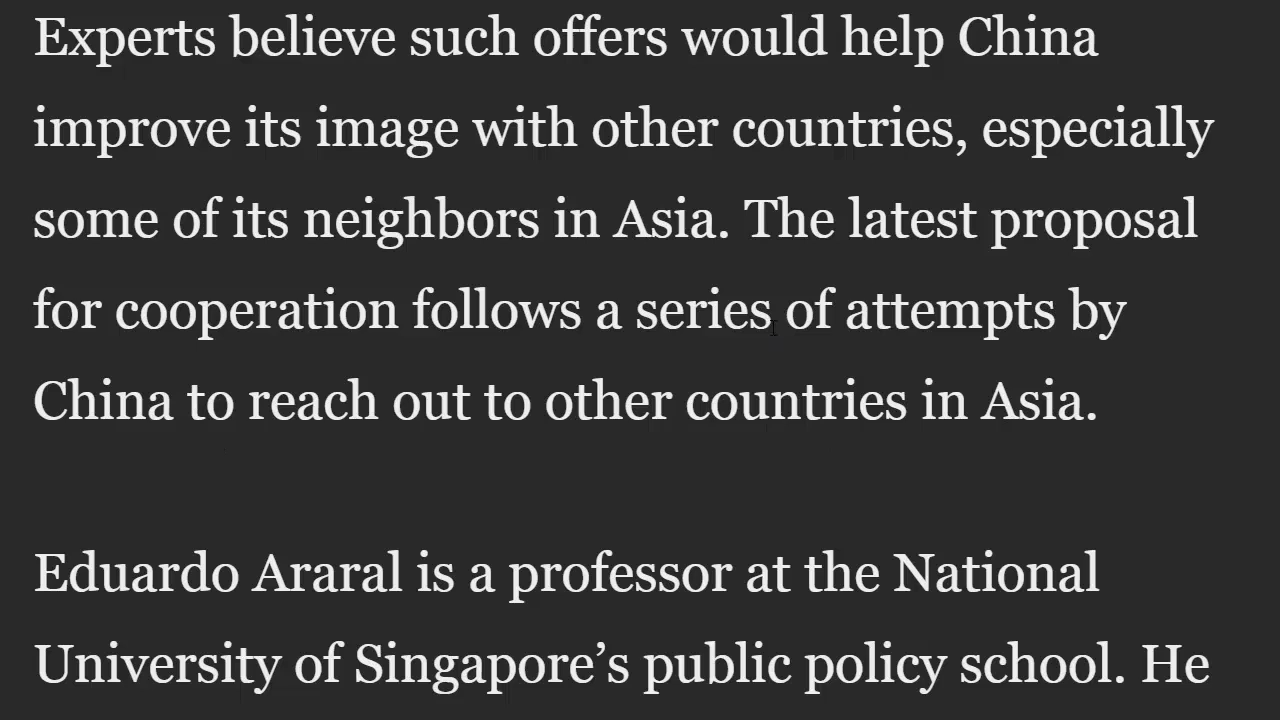 Experts believe such offers would help China
improve its image with other countries, especially
some of its neighbors in Asia. The latest proposal
for cooperation follows a series of attempts by
China to reach out to other countries in Asia.
Eduardo Araral is a professor at the National
University of Singapore’s public policy school. He